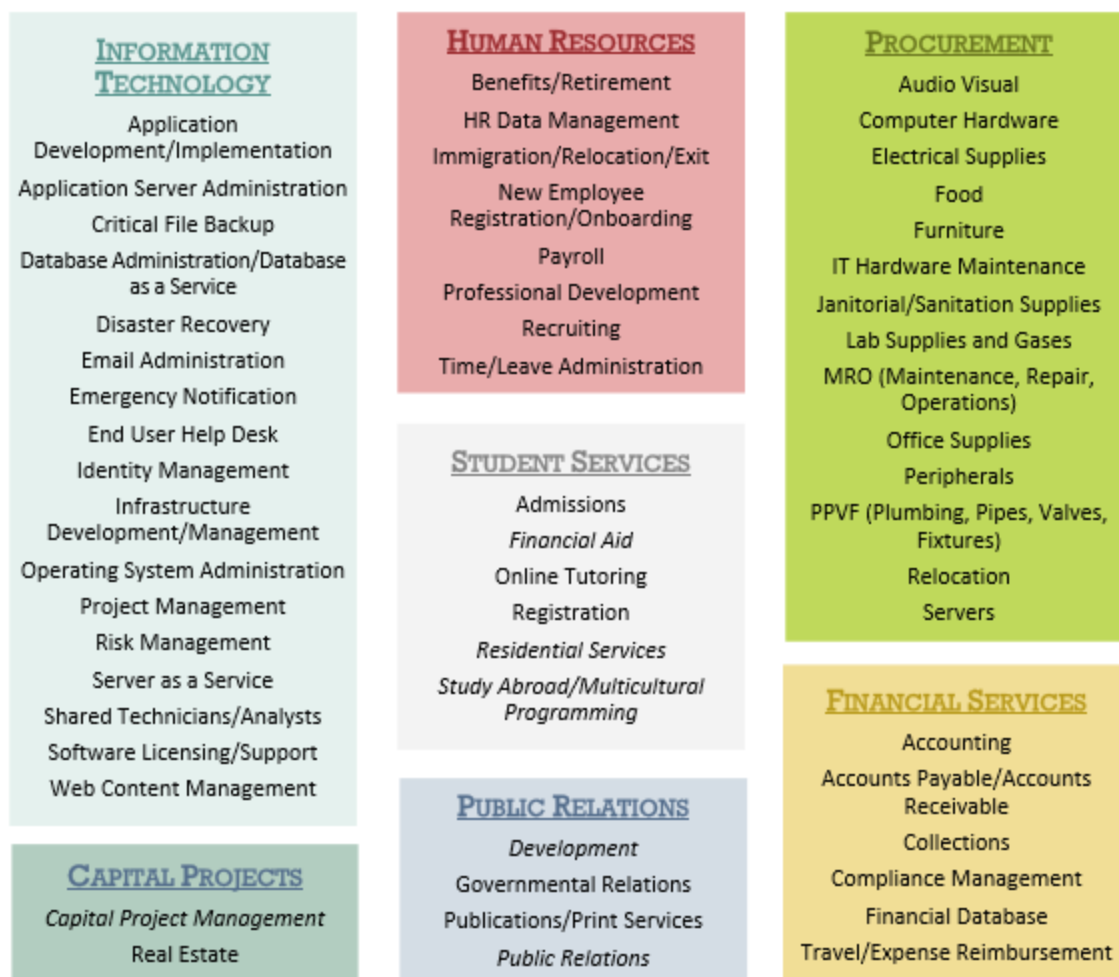 INFORMATION
TECHNOLOGY
Application
Development/Implementation
Application Server Administration
Critical File Backup
Database Administration/Database
as a Service
Disaster Recovery
Email Administration
Emergency Notification
End User Help Desk
Identity Management
Infrastructure
Development/Management
Operating System Administration
Project Management
Risk Management
Server as a Service
Shared Technicians/Analysts
Software Licensing/Support
Web Content Management
CAPITAL PROJECTS
Capital Project Management
Real Estate
HUMAN RESOURCES
Benefits/Retirement
HR Data Management
Immigration/Relocation/Exit
New Employee
Registration/Onboarding
Payroll
Professional Development
Recruiting
Time/Leave Administration
STUDENT SERVICES
Admissions
Financial Aid
Online Tutoring
Registration
Residential Services
Study Abroad/Multicultural
Programming
PUBLIC RELATIONS
Development
Governmental Relations
Publications/Print Services
Public Relations
PROCUREMENT
Audio Visual
Computer Hardware
Electrical Supplies
Food
Furniture
IT Hardware Maintenance
Janitorial/Sanitation Supplies
Lab Supplies and Gases
MRO (Maintenance, Repair,
Operations)
Office Supplies
Peripherals
PPVF (Plumbing, Pipes, Valves,
Fixtures)
Relocation
Servers
FINANCIAL SERVICES
Accounting
Accounts Payable/Accounts
Receivable
Collections
Compliance Management
Financial Database
Travel/Expense Reimbursement